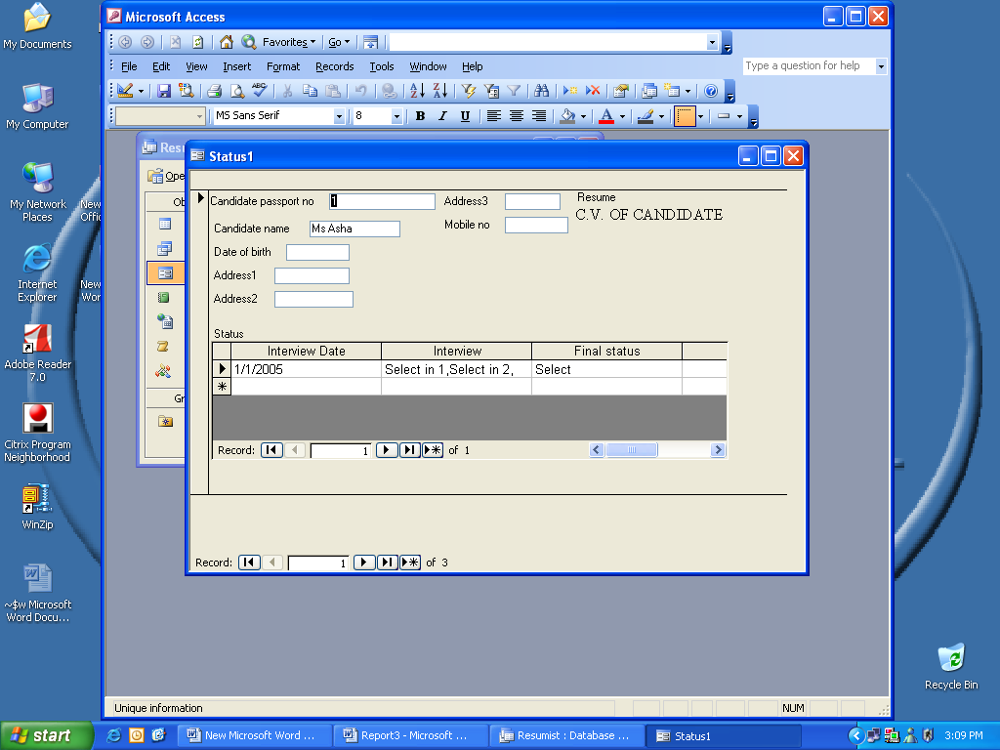 Microsoft Access
Favorites Go
File Edit View Insert Format Records Tools Window Help
Type a question for help
MS Sans Serif 8 B I U
My Documents
My Computer
My Network Places
Internet Explorer
Adobe Reader 7.0
Citrix Program Neighborhood
WinZip
~$w Microsoft Word Docu...
New
Offic
New
Wor
Resu
Ope
Ob
Gr
Status1
Candidate passport no 1 Address3 Resume
C.V. OF CANDIDATE
Candidate name Ms Asha Mobile no
Date of birth
Address1
Address2
Status
Interview Date Interview Final status
1/1/2005 Select in 1,Select in 2, Select
Record: 1 of 1
Record: 1 of 3
Recycle Bin
Unique information NUM
start New Microsoft Word ... Report3 - Microsoft ... Resumist : Database ... Status1 3:09 PM